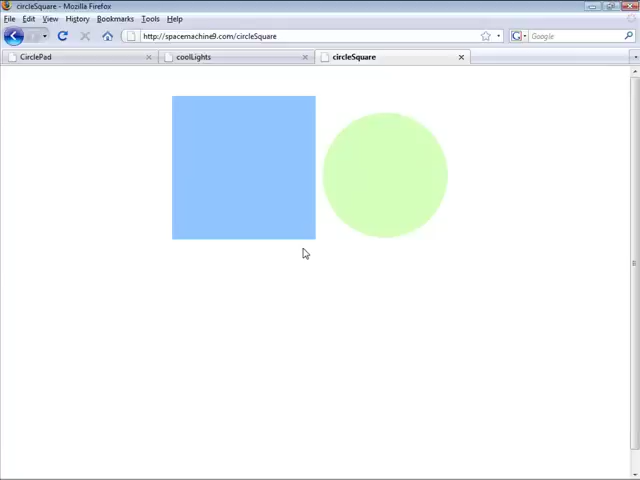 circleSquare - Mozilla Firefox
File Edit View History Bookmarks Tools Help
http://spacemachine9.com/circleSquare Google
CirclePad coolLights circleSquare